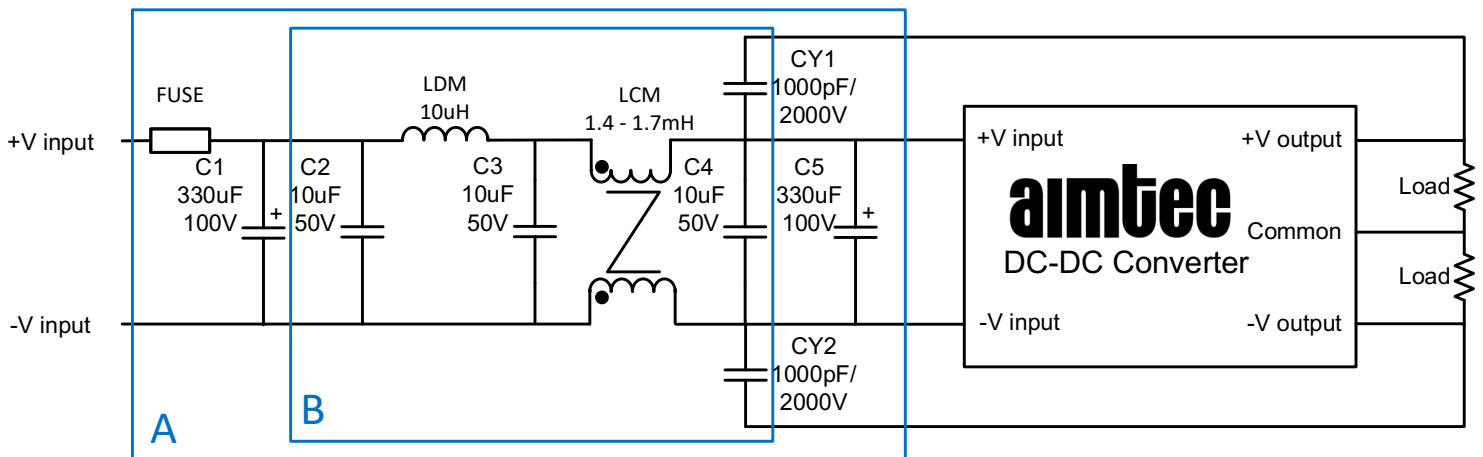 FUSE
+V input
-V input
C1
330uF
100V
+
C2
10uF
50V
LDM
10uH
C3
10uF
50V
LCM
1.4 - 1.7mH
CY1
1000pF/
2000V
C4
10uF
50V
C5
330uF
100V
+
CY2
1000pF/
2000V
A
B
+V input
-V input
aimtec
DC-DC Converter
+V output
Common
-V output
Load
Load